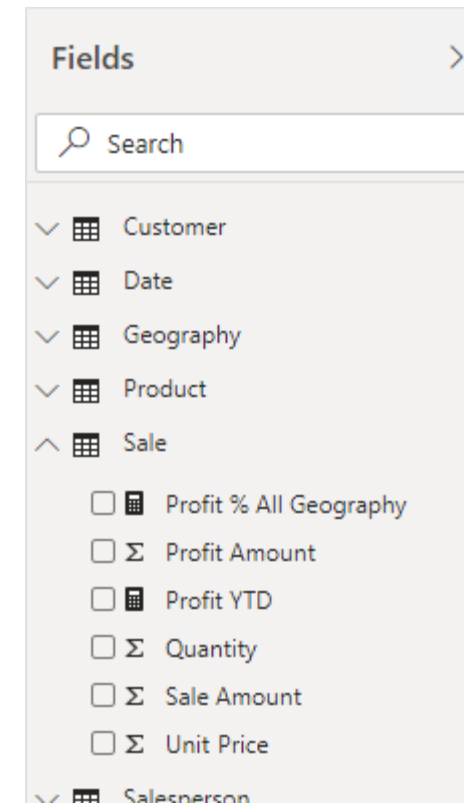 Fields
Search
Customer
Date
Geography
Product
Sale
Profit % All Geography
Σ Profit Amount
Profit YTD
Σ Quantity
Σ Sale Amount
Σ Unit Price
Salesperson